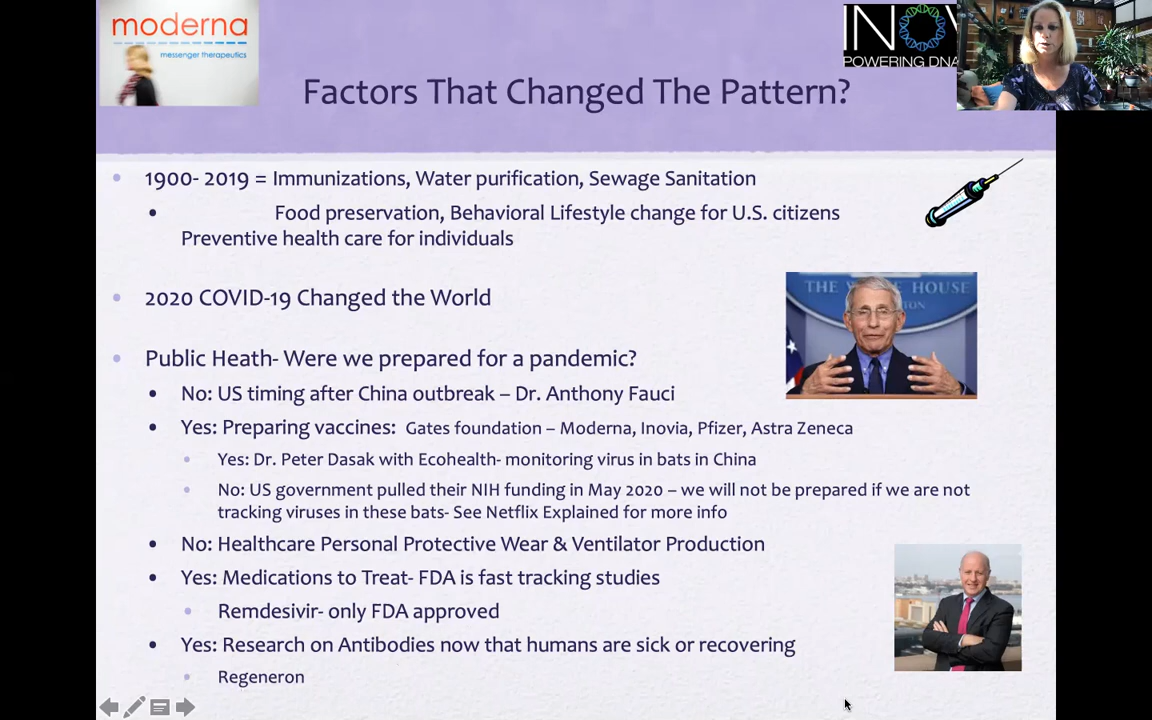 moderna
messenger therapeutics
INOV
POWERING DNA
Factors That Changed The Pattern?
1900- 2019 = Immunizations, Water purification, Sewage Sanitation
Food preservation, Behavioral Lifestyle change for U.S. citizens
Preventive health care for individuals
THE WHITE HOUSE
TON
2020 COVID-19 Changed the World
Public Heath- Were we prepared for a pandemic?
No: US timing after China outbreak – Dr. Anthony Fauci
Yes: Preparing vaccines: Gates foundation – Moderna, Inovia, Pfizer, Astra Zeneca
Yes: Dr. Peter Dasak with Ecohealth- monitoring virus in bats in China
No: US government pulled their NIH funding in May 2020 – we will not be prepared if we are not
tracking viruses in these bats- See Netflix Explained for more info
No: Healthcare Personal Protective Wear & Ventilator Production
Yes: Medications to Treat- FDA is fast tracking studies
Remdesivir- only FDA approved
Yes: Research on Antibodies now that humans are sick or recovering
Regeneron